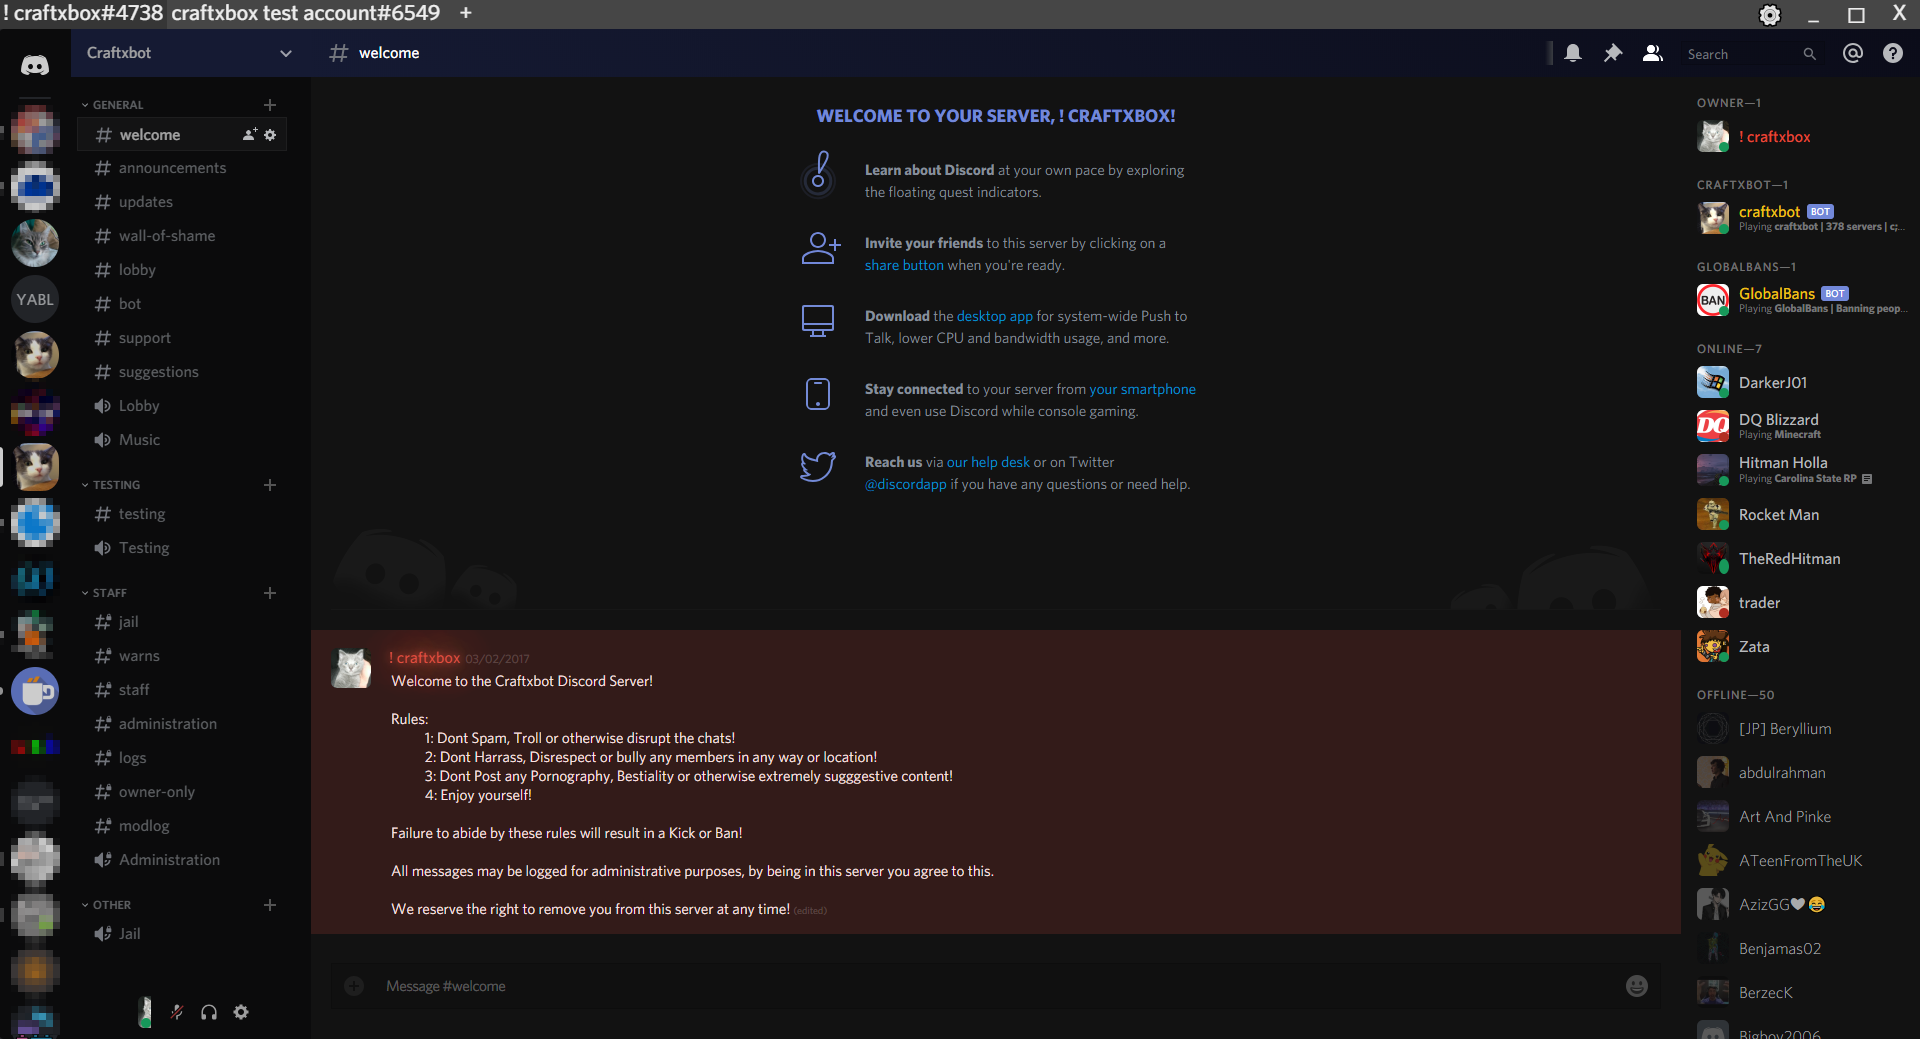 ! craftxbox#4738 craftxbox test account#6549 +
X
Craftxbot
welcome
Search
YABL
GENERAL
welcome
announcements
updates
wall-of-shame
lobby
bot
support
suggestions
Lobby
Music
TESTING
testing
Testing
STAFF
jail
warns
staff
administration
logs
owner-only
modlog
Administration
OTHER
Jail
WELCOME TO YOUR SERVER, ! CRAFTXBOX!
Learn about Discord at your own pace by exploring
the floating quest indicators.
Invite your friends to this server by clicking on a
share button when you're ready.
Download the desktop app for system-wide Push to
Talk, lower CPU and bandwidth usage, and more.
Stay connected to your server from your smartphone
and even use Discord while console gaming.
Reach us via our help desk or on Twitter
@discordapp if you have any questions or need help.
! craftxbox 03/02/2017
Welcome to the Craftxbot Discord Server!
Rules:
1: Dont Spam, Troll or otherwise disrupt the chats!
2: Dont Harrass, Disrespect or bully any members in any way or location!
3: Dont Post any Pornography, Bestiality or otherwise extremely sugggestive content!
4: Enjoy yourself!
Failure to abide by these rules will result in a Kick or Ban!
All messages may be logged for administrative purposes, by being in this server you agree to this.
We reserve the right to remove you from this server at any time! (edited)
Message #welcome
OWNER—1
! craftxbox
CRAFTXBOT—1
craftxbot BOT
Playing craftxbot | 378 servers | c;...
GLOBALBANS—1
BAN
GlobalBans BOT
Playing GlobalBans | Banning peop...
ONLINE—7
DarkerJ01
DQ
DQ Blizzard
Playing Minecraft
Hitman Holla
Playing Carolina State RP
Rocket Man
TheRedHitman
trader
Zata
OFFLINE—50
[JP] Beryllium
abdulrahman
Art And Pinke
ATeenFromTheUK
AzizGG🤍😂
Benjamas02
BerzecK
Bigboy2006